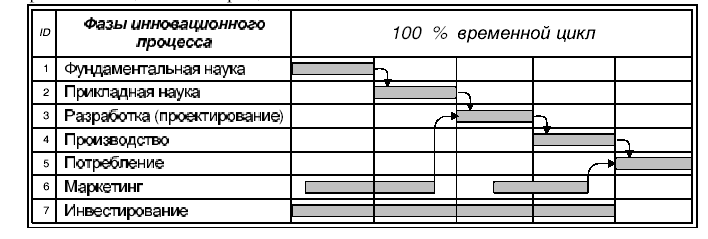 ID
Фазы инновационного
процесса
100 % временной цикл
1 Фундаментальная наука
2 Прикладная наука
3 Разработка (проектирование)
4 Производство
5 Потребление
6 Маркетинг
7 Инвестирование